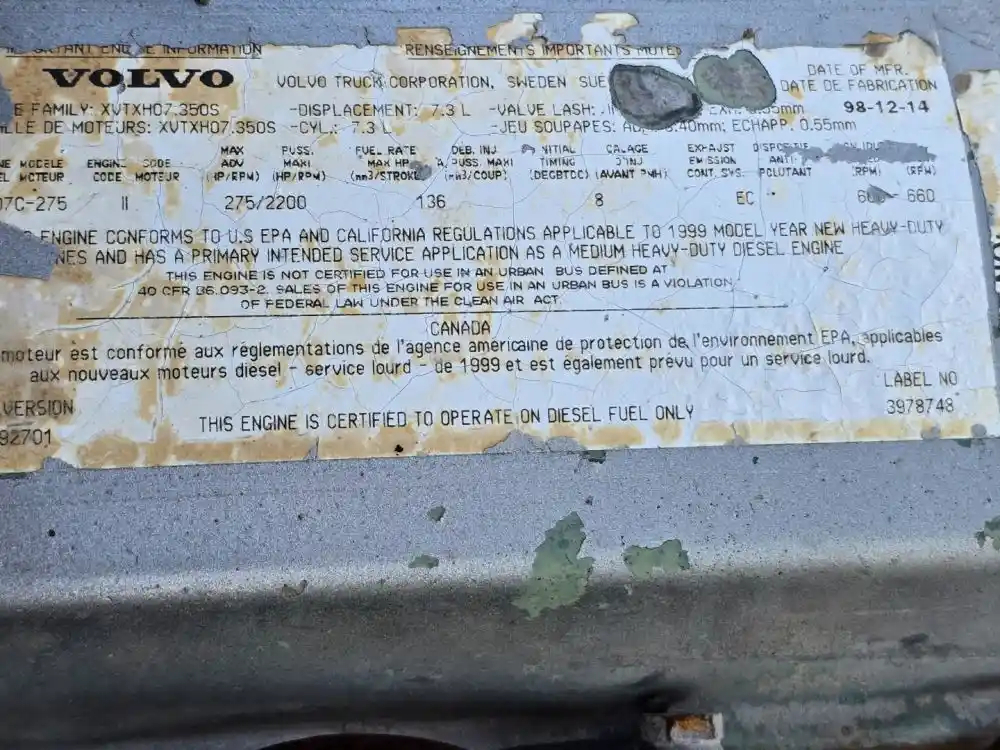 INFORMATION
RENSEIGNEMENTS IMPORTANTS
VOLVO
VOLVO TRUCK CORPORATION, SWEDEN
DATE OF MFR.
DATE DE FABRICATION
98-12-14
FAMILY: XVTXH07.350S -DISPLACEMENT: 7.3 L -VALVE LASH:
DE MOTEURS: XVTXH07.350S -CYL.: 7.3 L -JEU SOUPAPES: ECHAPP. 0.55mm
MAX PUISS. FUEL RATE DEB. INJ CALAGE EXHAUST
ADV MAXI MAX HP PUSS. MAXI TIMING D'INJ EMISSION ANTI-
CODE MOTEUR (HP/RPM) (HP/RPM) (mm3/STROKE) (mm3/COUP) (DEGBTDC) (AVANT PMH) CONT. SYS. POLUTANT (RPM) (RPM)
07C-275 II 275/2200 136 8 EC 660
ENGINE CONFORMS TO U.S EPA AND CALIFORNIA REGULATIONS APPLICABLE TO 1999 MODEL YEAR NEW HEAVY-DUTY
AND HAS A PRIMARY INTENDED SERVICE APPLICATION AS A MEDIUM HEAVY-DUTY DIESEL ENGINE
THIS ENGINE IS NOT CERTIFIED FOR USE IN AN URBAN BUS DEFINED AT
40 CFR 86.093-2. SALES OF THIS ENGINE FOR USE IN AN URBAN BUS IS A VIOLATION
OF FEDERAL LAW UNDER THE CLEAN AIR ACT.
CANADA
moteur est conforme aux réglementations de l'agence américaine de protection de l'environnement EPA, applicables
aux nouveaux moteurs diesel - service lourd - de 1999 et est également prévu pour un service lourd.
VERSION
92701
THIS ENGINE IS CERTIFIED TO OPERATE ON DIESEL FUEL ONLY
LABEL NO
3978748